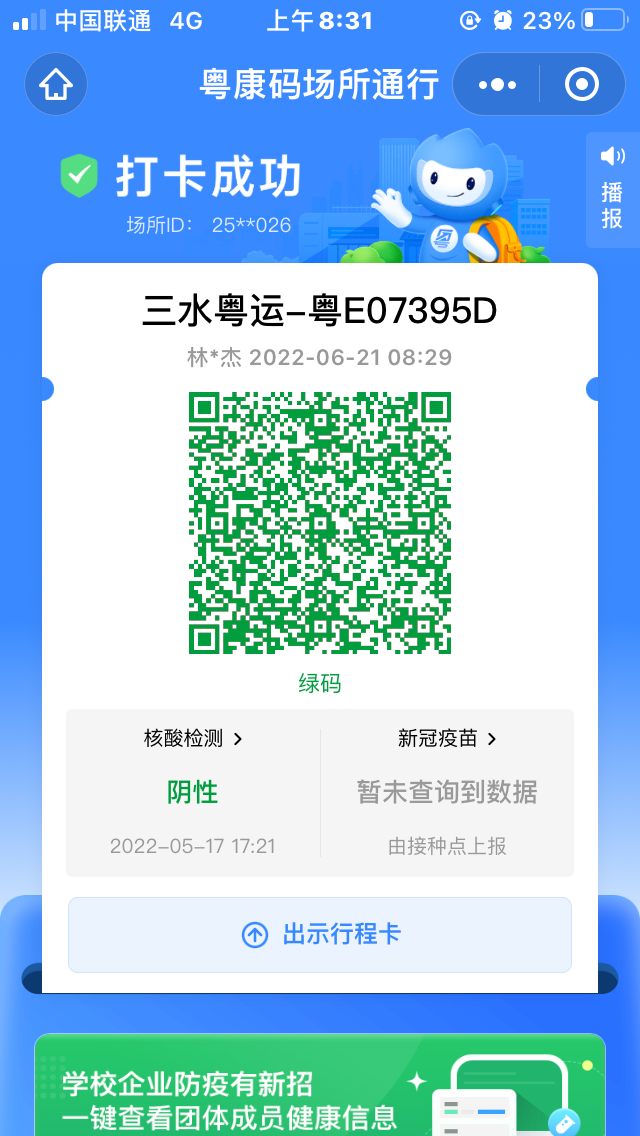 中国联通 4G 上午8:31 23%
粤康码场所通行
打卡成功
播报
场所ID： 25**026
粤
三水粤运-粤E07395D
林*杰 2022-06-21 08:29
绿码
核酸检测 新冠疫苗
阴性 暂未查询到数据
2022-05-17 17:21 由接种点上报
出示行程卡
学校企业防疫有新招
一键查看团体成员健康信息